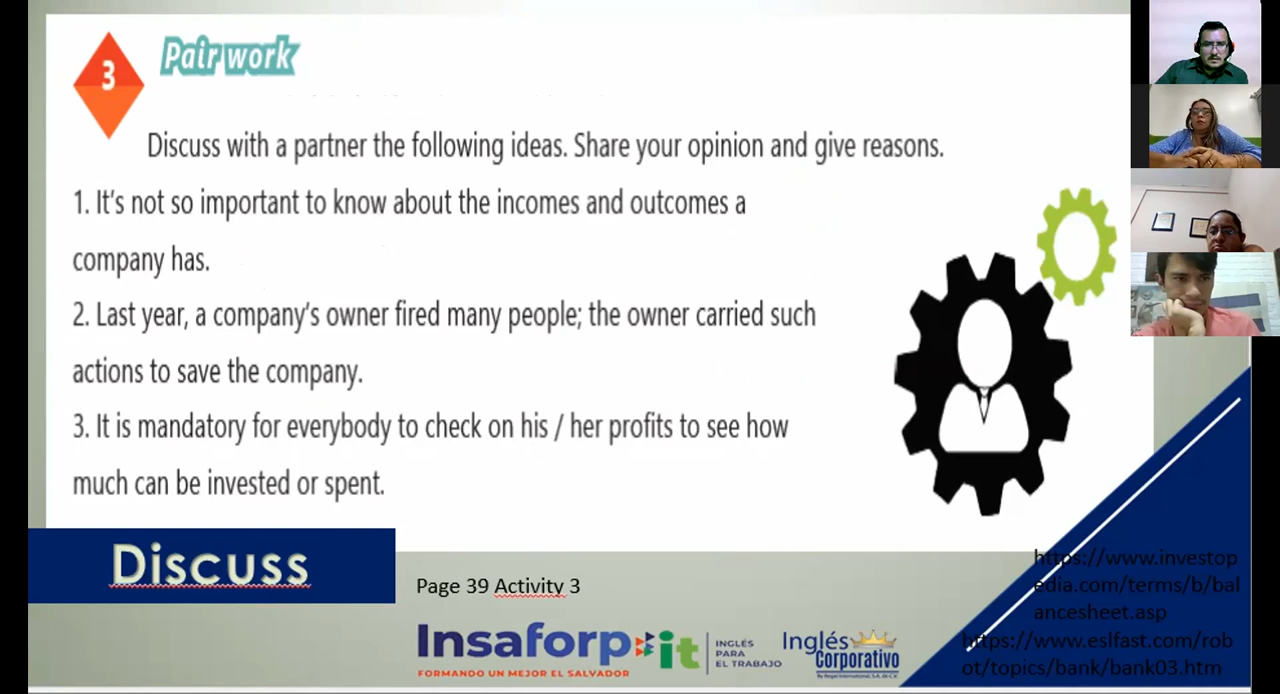 3
Pair work
Discuss with a partner the following ideas. Share your opinion and give reasons.
1. It's not so important to know about the incomes and outcomes a
company has.
2. Last year, a company's owner fired many people; the owner carried such
actions to save the company.
3. It is mandatory for everybody to check on his / her profits to see how
much can be invested or spent.
Discuss
Page 39 Activity 3
https://www.investop
edia.com/terms/b/bal
ancesheet.asp
https://www.eslfast.com/rob
ot/topics/bank/bank03.htm
Insaforp
FORMANDO UN MEJOR EL SALVADOR
it
INGLÉS
PARA
EL TRABAJO
Inglés
Corporativo
By Regal International, S.A. de C.V.